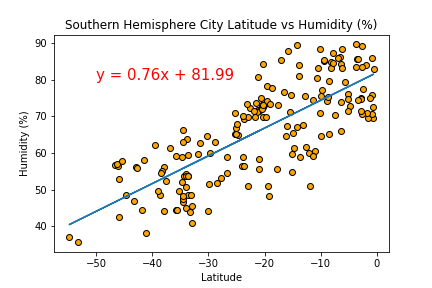 Southern Hemisphere City Latitude vs Humidity (%)
90
80
70
60
50
40
Humidity (%)
y = 0.76x + 81.99
−50 −40 −30 −20 −10 0
Latitude